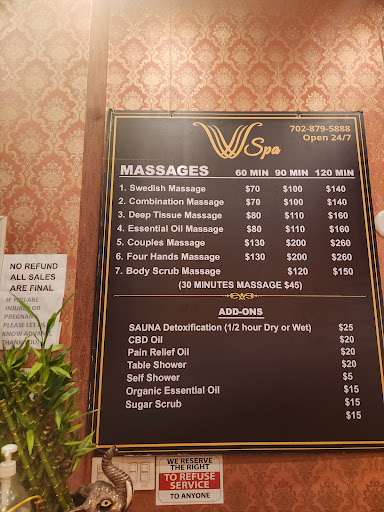 W Spa
702-879-5888
Open 24/7
MASSAGES 60 MIN 90 MIN 120 MIN
1. Swedish Massage $70 $100 $140
2. Combination Massage $70 $100 $140
3. Deep Tissue Massage $80 $110 $160
4. Essential Oil Massage $80 $110 $160
5. Couples Massage $130 $200 $260
6. Four Hands Massage $130 $200 $260
7. Body Scrub Massage $120 $150
(30 MINUTES MASSAGE $45)
ADD-ONS
SAUNA Detoxification (1/2 hour Dry or Wet) $25
CBD Oil $20
Pain Relief Oil $20
Table Shower $20
Self Shower $5
Organic Essential Oil $15
Sugar Scrub $15
$15
NO REFUND
ALL SALES
ARE FINAL
IF YOU ARE
INJURED OR
PREGNANT
PLEASE LET US
KNOW ADVANCE
THANK YOU!
WE RESERVE
THE RIGHT
TO REFUSE
SERVICE
TO ANYONE